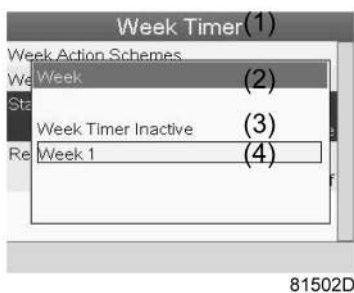 Week Timer (1)
Week Action Schemes
We
Week (2)
Sta
Week Timer Inactive (3)
e
Re Week 1 (4)
f
81502D